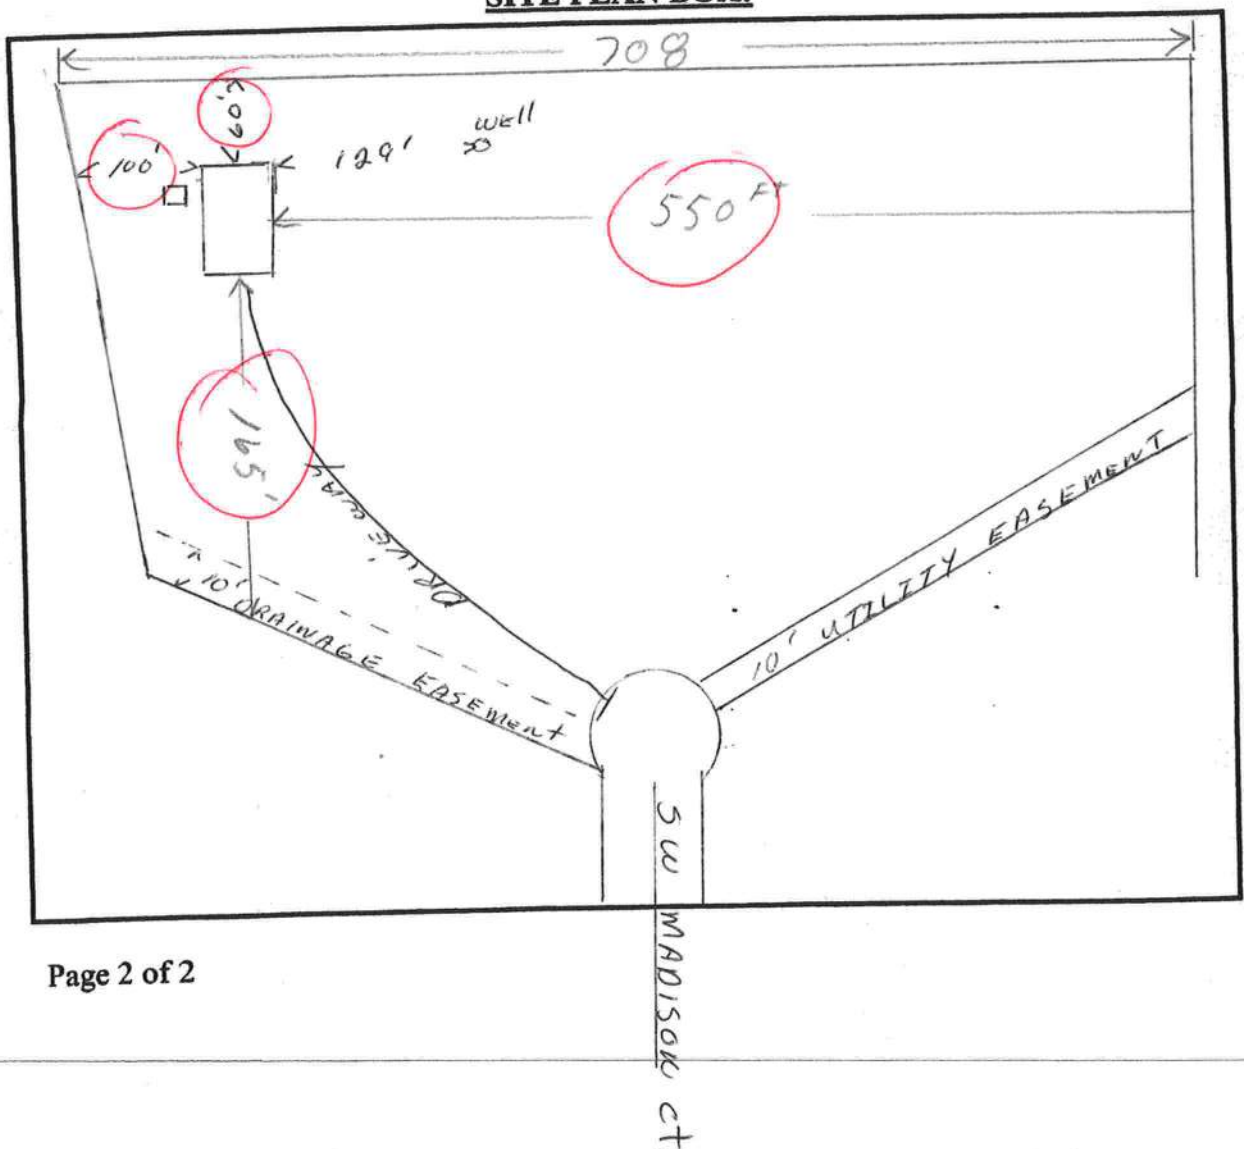 SITE PLAN BOX:
708
60'
100'
129'
WELL
550 FT
165'
DRIVE WAY
10' DRAINAGE EASEMENT
10' UTILITY EASEMENT
SW MADISON Ct
Page 2 of 2